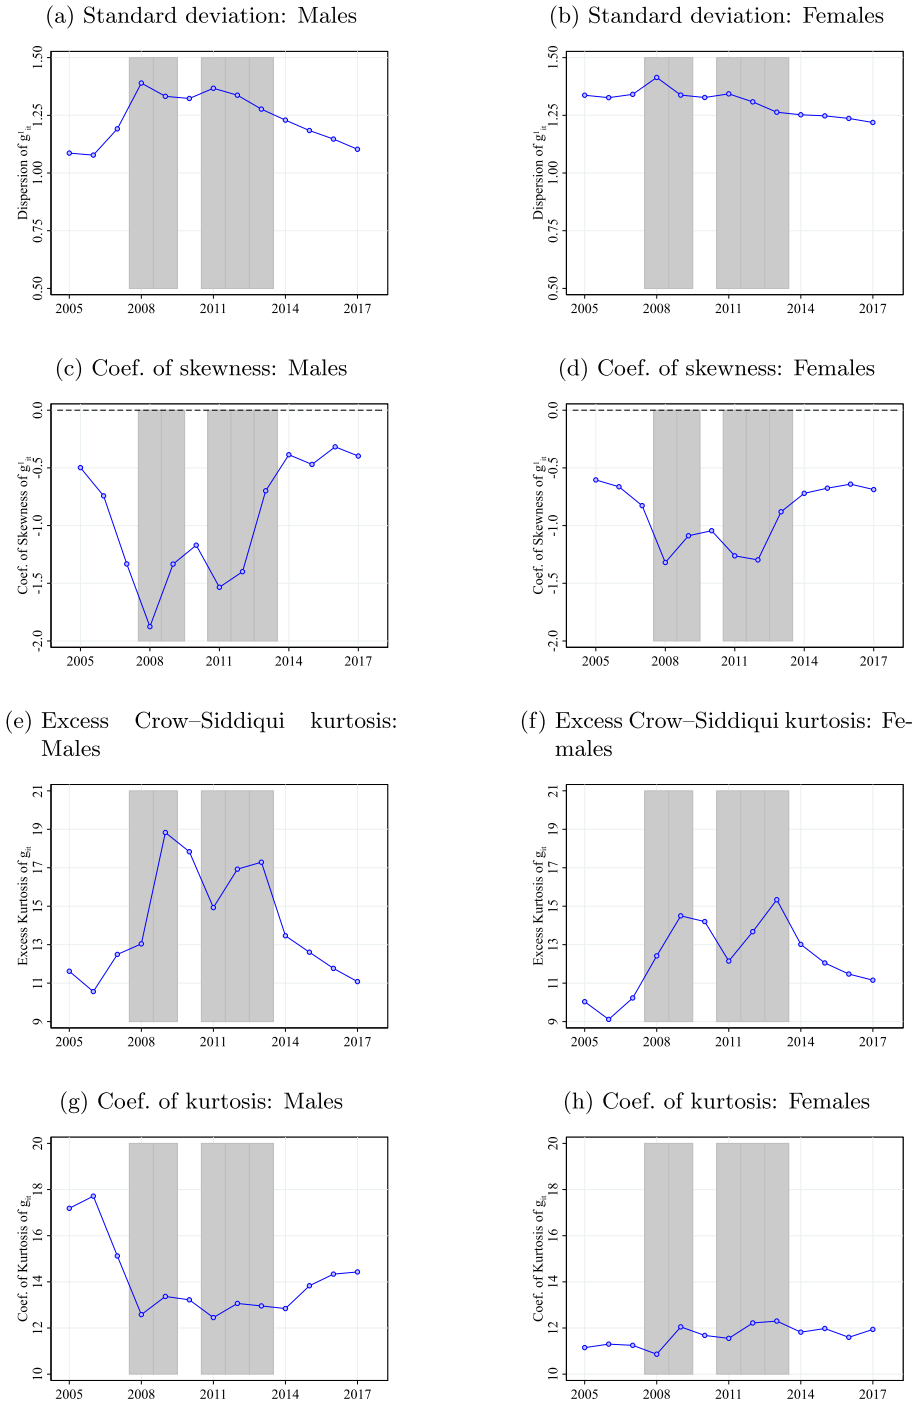 (a) Standard deviation: Males
Dispersion of g¹ᵢₜ
1.50
1.25
1.00
0.75
0.50
2005 2008 2011 2014 2017
(b) Standard deviation: Females
Dispersion of g¹ᵢₜ
1.50
1.25
1.00
0.75
0.50
2005 2008 2011 2014 2017
(c) Coef. of skewness: Males
Coef. of Skewness of g¹ᵢₜ
0.0
-0.5
-1.0
-1.5
-2.0
2005 2008 2011 2014 2017
(d) Coef. of skewness: Females
Coef. of Skewness of g¹ᵢₜ
0.0
-0.5
-1.0
-1.5
-2.0
2005 2008 2011 2014 2017
(e) Excess Crow–Siddiqui kurtosis:
Males
Excess Kurtosis of gᵢₜ
21
19
17
15
13
11
9
2005 2008 2011 2014 2017
(f) Excess Crow–Siddiqui kurtosis: Fe-
males
Excess Kurtosis of gᵢₜ
21
19
17
15
13
11
9
2005 2008 2011 2014 2017
(g) Coef. of kurtosis: Males
Coef. of Kurtosis of gᵢₜ
20
18
16
14
12
10
2005 2008 2011 2014 2017
(h) Coef. of kurtosis: Females
Coef. of Kurtosis of gᵢₜ
20
18
16
14
12
10
2005 2008 2011 2014 2017